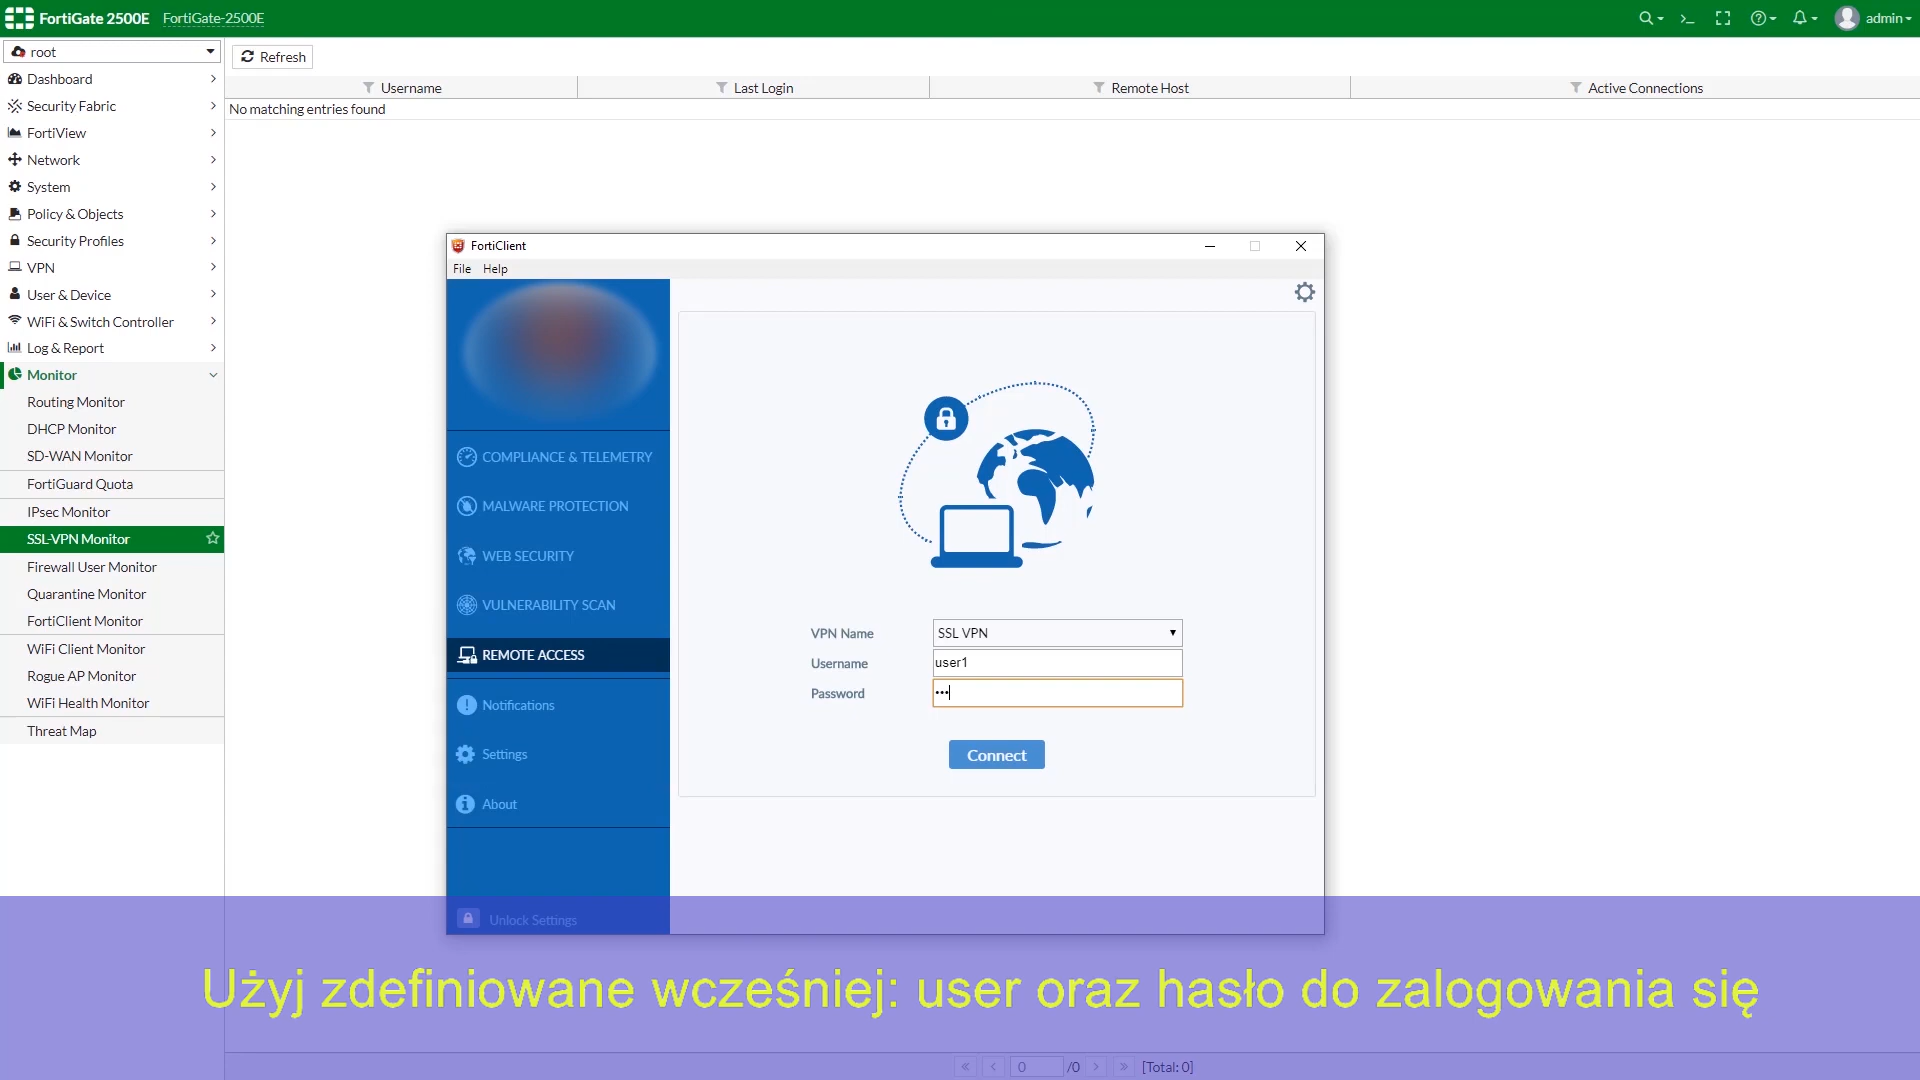 FortiGate 2500E FortiGate-2500E admin
root
Refresh
Dashboard
Security Fabric
FortiView
Network
System
Policy & Objects
Security Profiles
VPN
User & Device
WiFi & Switch Controller
Log & Report
Monitor
Routing Monitor
DHCP Monitor
SD-WAN Monitor
FortiGuard Quota
IPsec Monitor
SSL-VPN Monitor
Firewall User Monitor
Quarantine Monitor
FortiClient Monitor
WiFi Client Monitor
Rogue AP Monitor
WiFi Health Monitor
Threat Map
Username Last Login Remote Host Active Connections
No matching entries found
FortiClient
File Help
COMPLIANCE & TELEMETRY
MALWARE PROTECTION
WEB SECURITY
VULNERABILITY SCAN
REMOTE ACCESS
Notifications
Settings
About
Unlock Settings
VPN Name SSL VPN
Username user1
Password •••
Connect
Użyj zdefiniowane wcześniej: user oraz hasło do zalogowania się
« < 0 /0 > » [Total: 0]